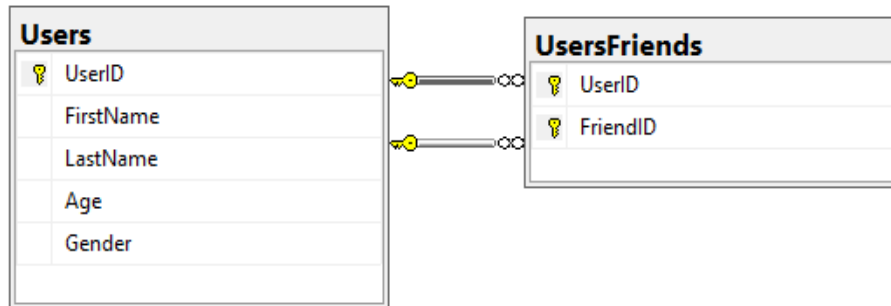 Users
UserID
FirstName
LastName
Age
Gender
UsersFriends
UserID
FriendID